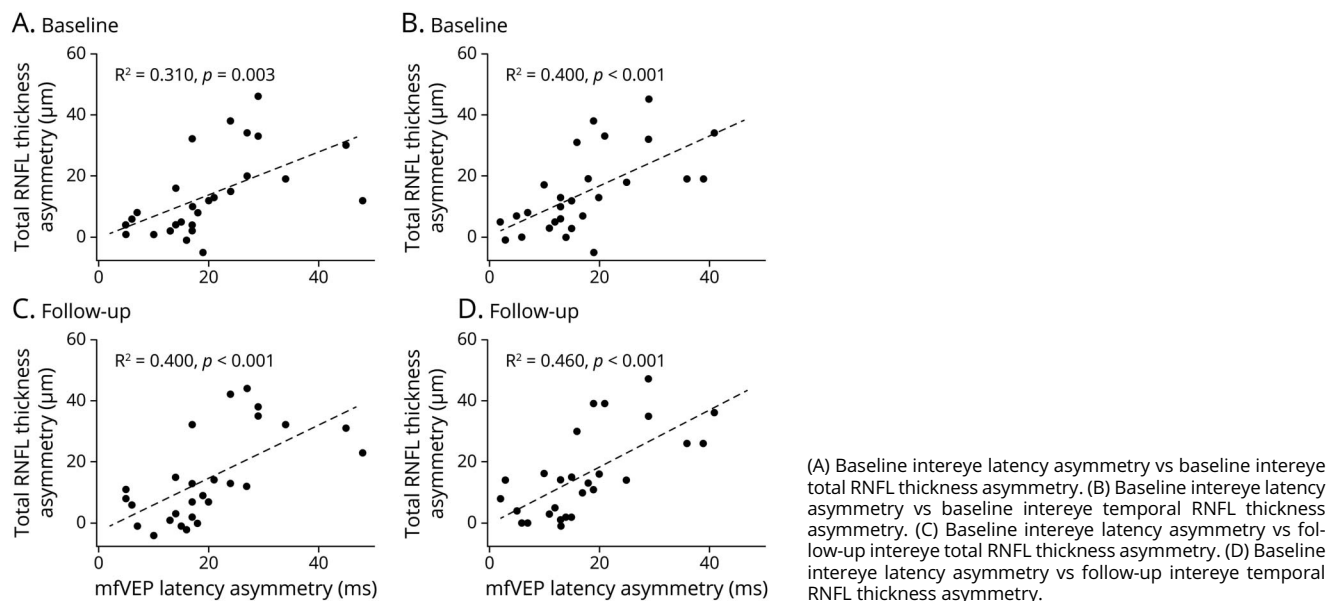 A. Baseline
Total RNFL thickness
asymmetry (μm)
60
40
20
0
R² = 0.310, p = 0.003
0 20 40
B. Baseline
Total RNFL thickness
asymmetry (μm)
60
40
20
0
R² = 0.400, p < 0.001
0 20 40
C. Follow-up
Total RNFL thickness
asymmetry (μm)
60
40
20
0
R² = 0.400, p < 0.001
0 20 40
mfVEP latency asymmetry (ms)
D. Follow-up
Total RNFL thickness
asymmetry (μm)
60
40
20
0
R² = 0.460, p < 0.001
0 20 40
mfVEP latency asymmetry (ms)
(A) Baseline intereye latency asymmetry vs baseline intereye
total RNFL thickness asymmetry. (B) Baseline intereye latency
asymmetry vs baseline intereye temporal RNFL thickness
asymmetry. (C) Baseline intereye latency asymmetry vs fol-
low-up intereye total RNFL thickness asymmetry. (D) Baseline
intereye latency asymmetry vs follow-up intereye temporal
RNFL thickness asymmetry.